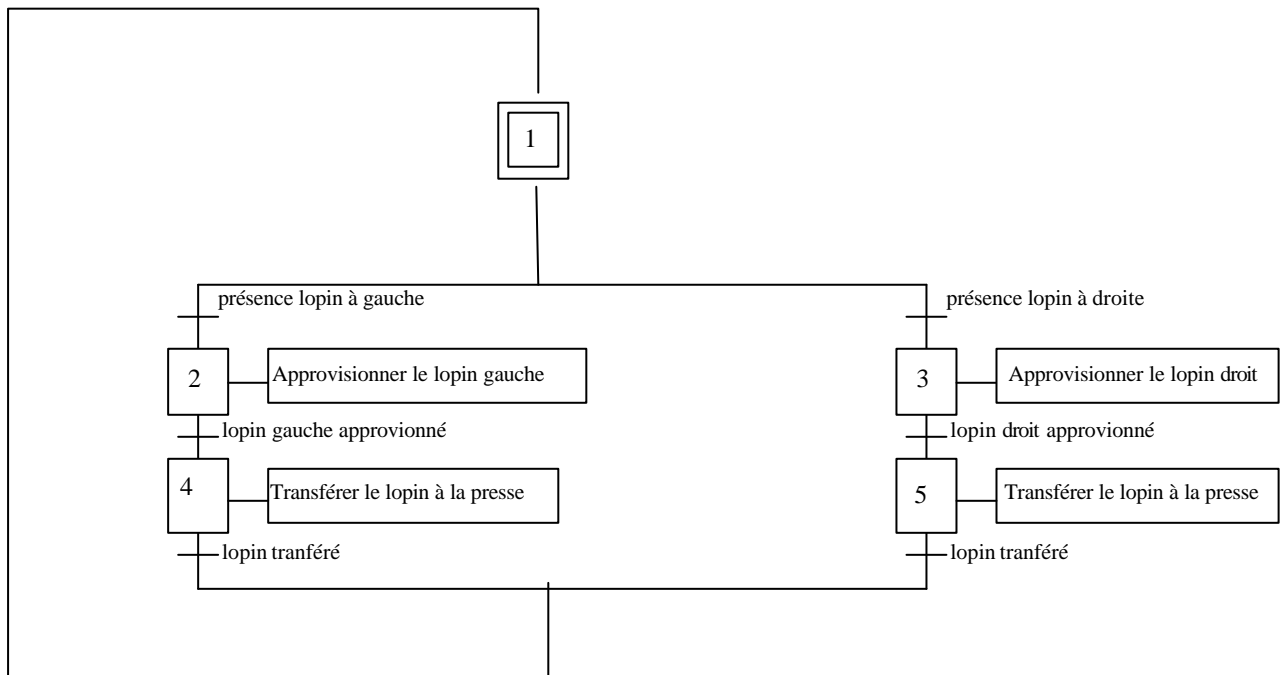 1
présence lopin à gauche
présence lopin à droite
2
Approvisionner le lopin gauche
3
Approvisionner le lopin droit
lopin gauche approvionné
lopin droit approvionné
4
Transférer le lopin à la presse
5
Transférer le lopin à la presse
lopin tranféré
lopin tranféré